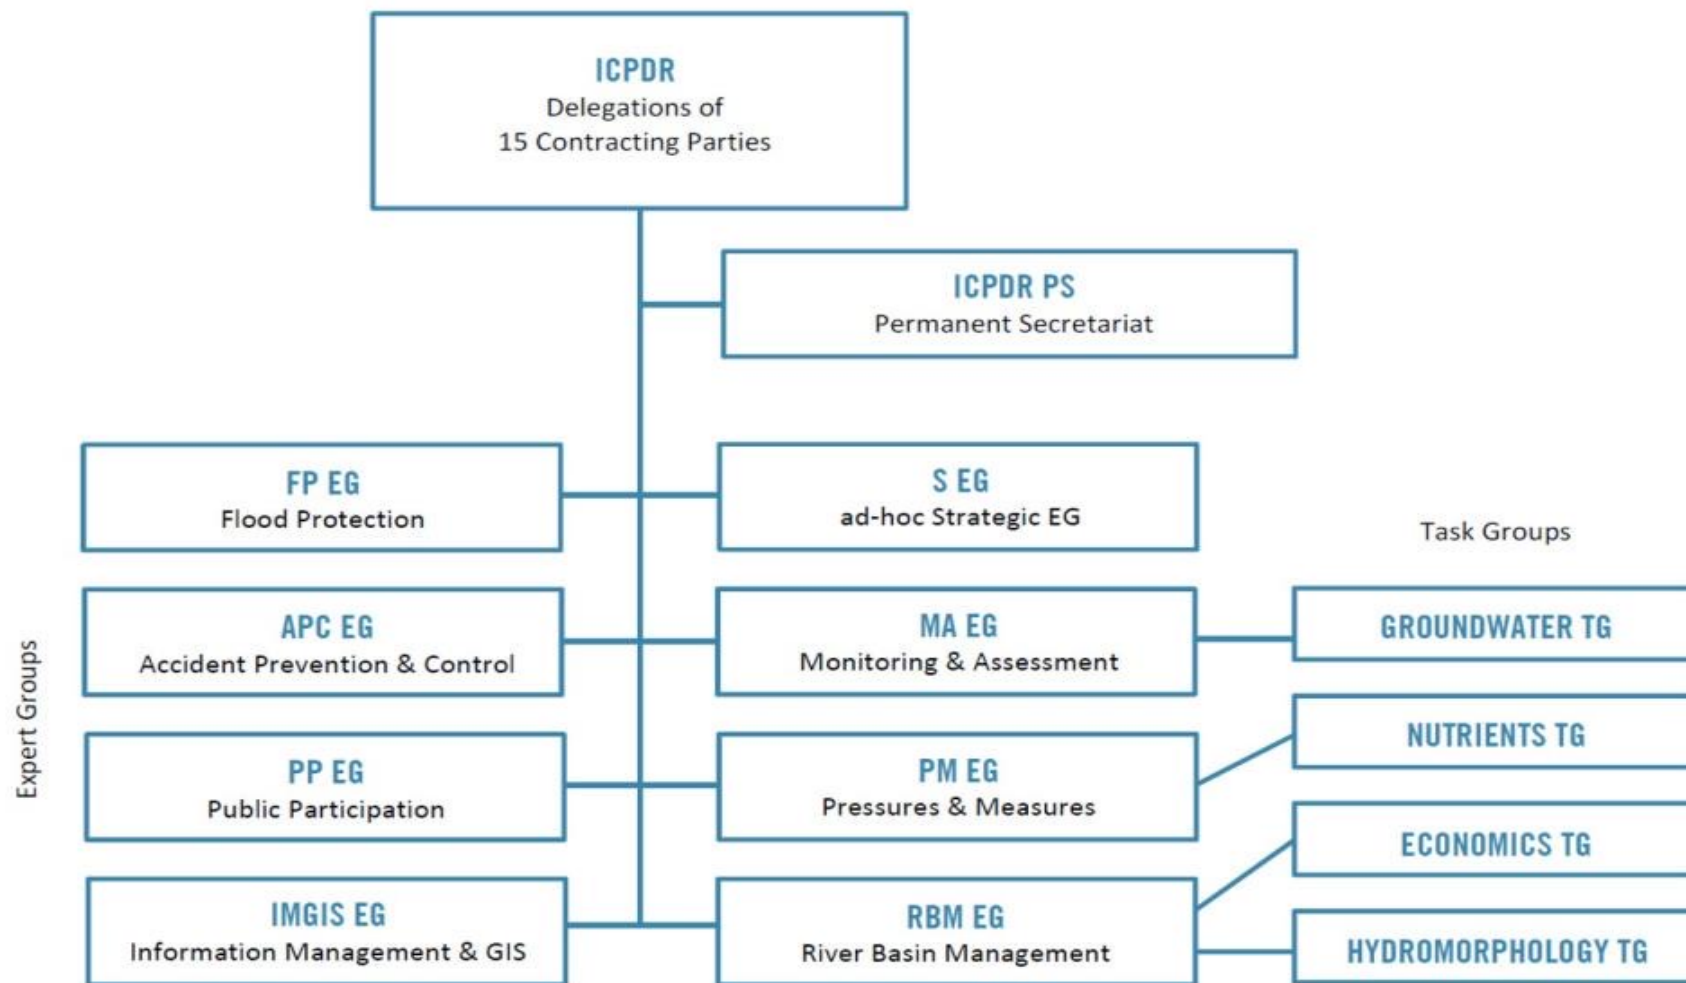 ICPDR
Delegations of
15 Contracting Parties
ICPDR PS
Permanent Secretariat
FP EG
Flood Protection
S EG
ad-hoc Strategic EG
Task Groups
Expert Groups
APC EG
Accident Prevention & Control
MA EG
Monitoring & Assessment
GROUNDWATER TG
PP EG
Public Participation
PM EG
Pressures & Measures
NUTRIENTS TG
ECONOMICS TG
IMGIS EG
Information Management & GIS
RBM EG
River Basin Management
HYDROMORPHOLOGY TG